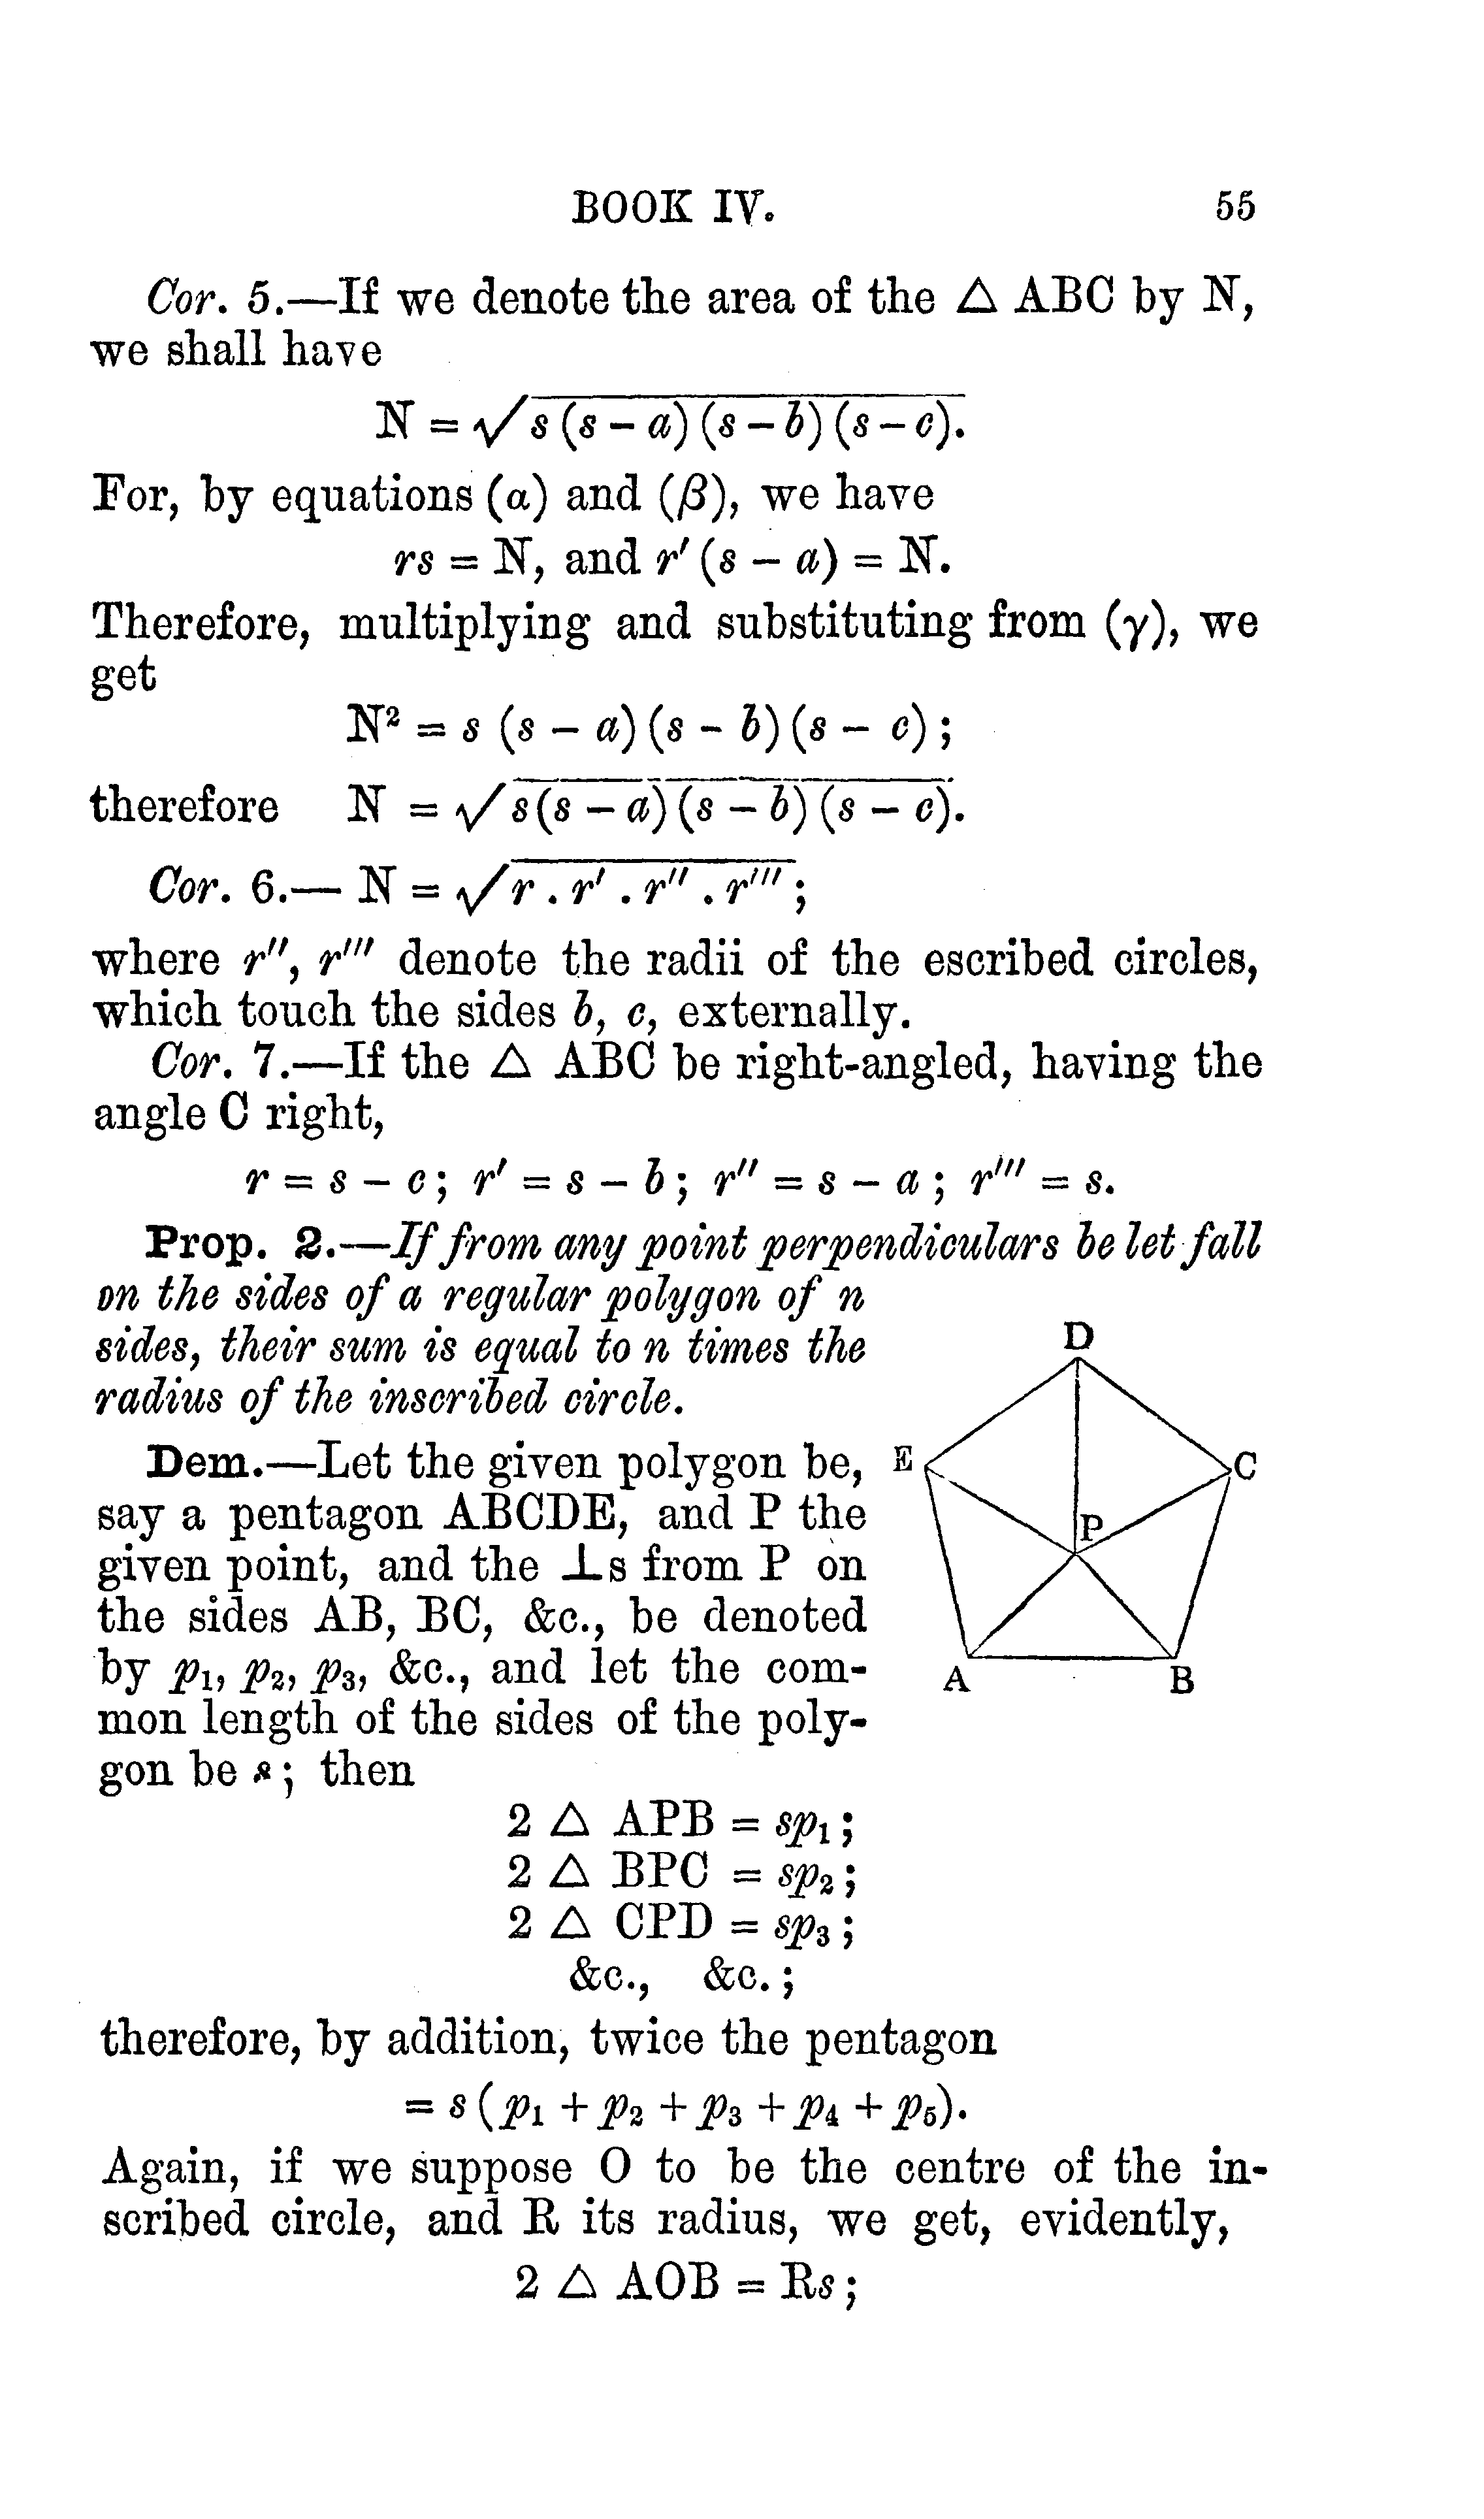 BOOK IV. 55
Cor. 5.—If we denote the area of the △ ABC by N,
we shall have
N = √s (s – a) (s – b) (s – c).
For, by equations (α) and (β), we have
rs = N, and r′ (s – a) = N.
Therefore, multiplying and substituting from (γ), we
get
N² = s (s – a) (s – b) (s – c) ;
therefore N = √s(s – a) (s – b) (s – c).
Cor. 6.— N = √r . r′ . r″ . r‴ ;
where r″, r‴ denote the radii of the escribed circles,
which touch the sides b, c, externally.
Cor. 7.—If the △ ABC be right-angled, having the
angle C right,
r = s – c ; r′ = s – b ; r″ = s – a ; r‴ = s.
Prop. 2.—If from any point perpendiculars be let fall
on the sides of a regular polygon of n
sides, their sum is equal to n times the
radius of the inscribed circle.
Dem.—Let the given polygon be,
say a pentagon ABCDE, and P the
given point, and the ⊥s from P on
the sides AB, BC, &c., be denoted
by p₁, p₂, p₃, &c., and let the com-
mon length of the sides of the poly-
gon be s ; then
D
E
C
P
A
B
2 △ APB = sp₁ ;
2 △ BPC = sp₂ ;
2 △ CPD = sp₃ ;
&c., &c. ;
therefore, by addition, twice the pentagon
= s (p₁ + p₂ + p₃ + p₄ + p₅).
Again, if we suppose O to be the centre of the in-
scribed circle, and R its radius, we get, evidently,
2 △ AOB = Rs ;